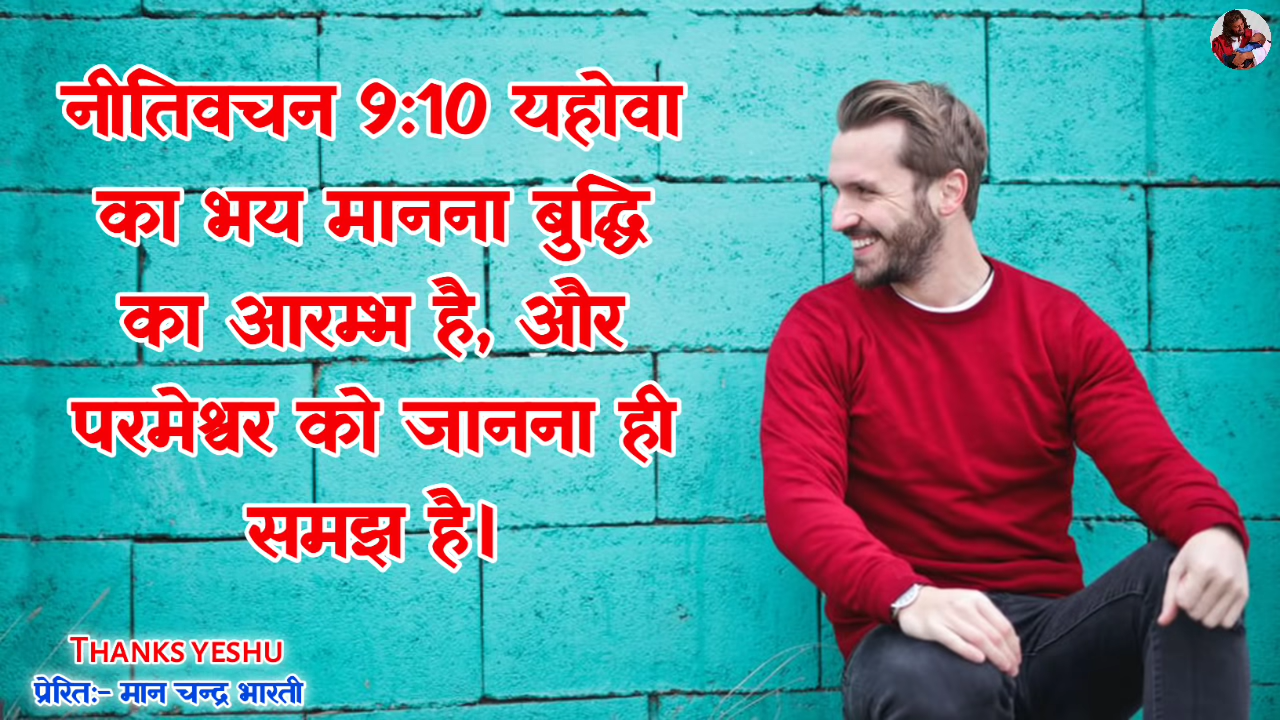 नीतिवचन 9:10 यहोवा
का भय मानना बुद्धि
का आरम्भ है, और
परमेश्वर को जानना ही
समझ है।
THANKS YESHU
प्रेरितः- मान चन्द्र भारती